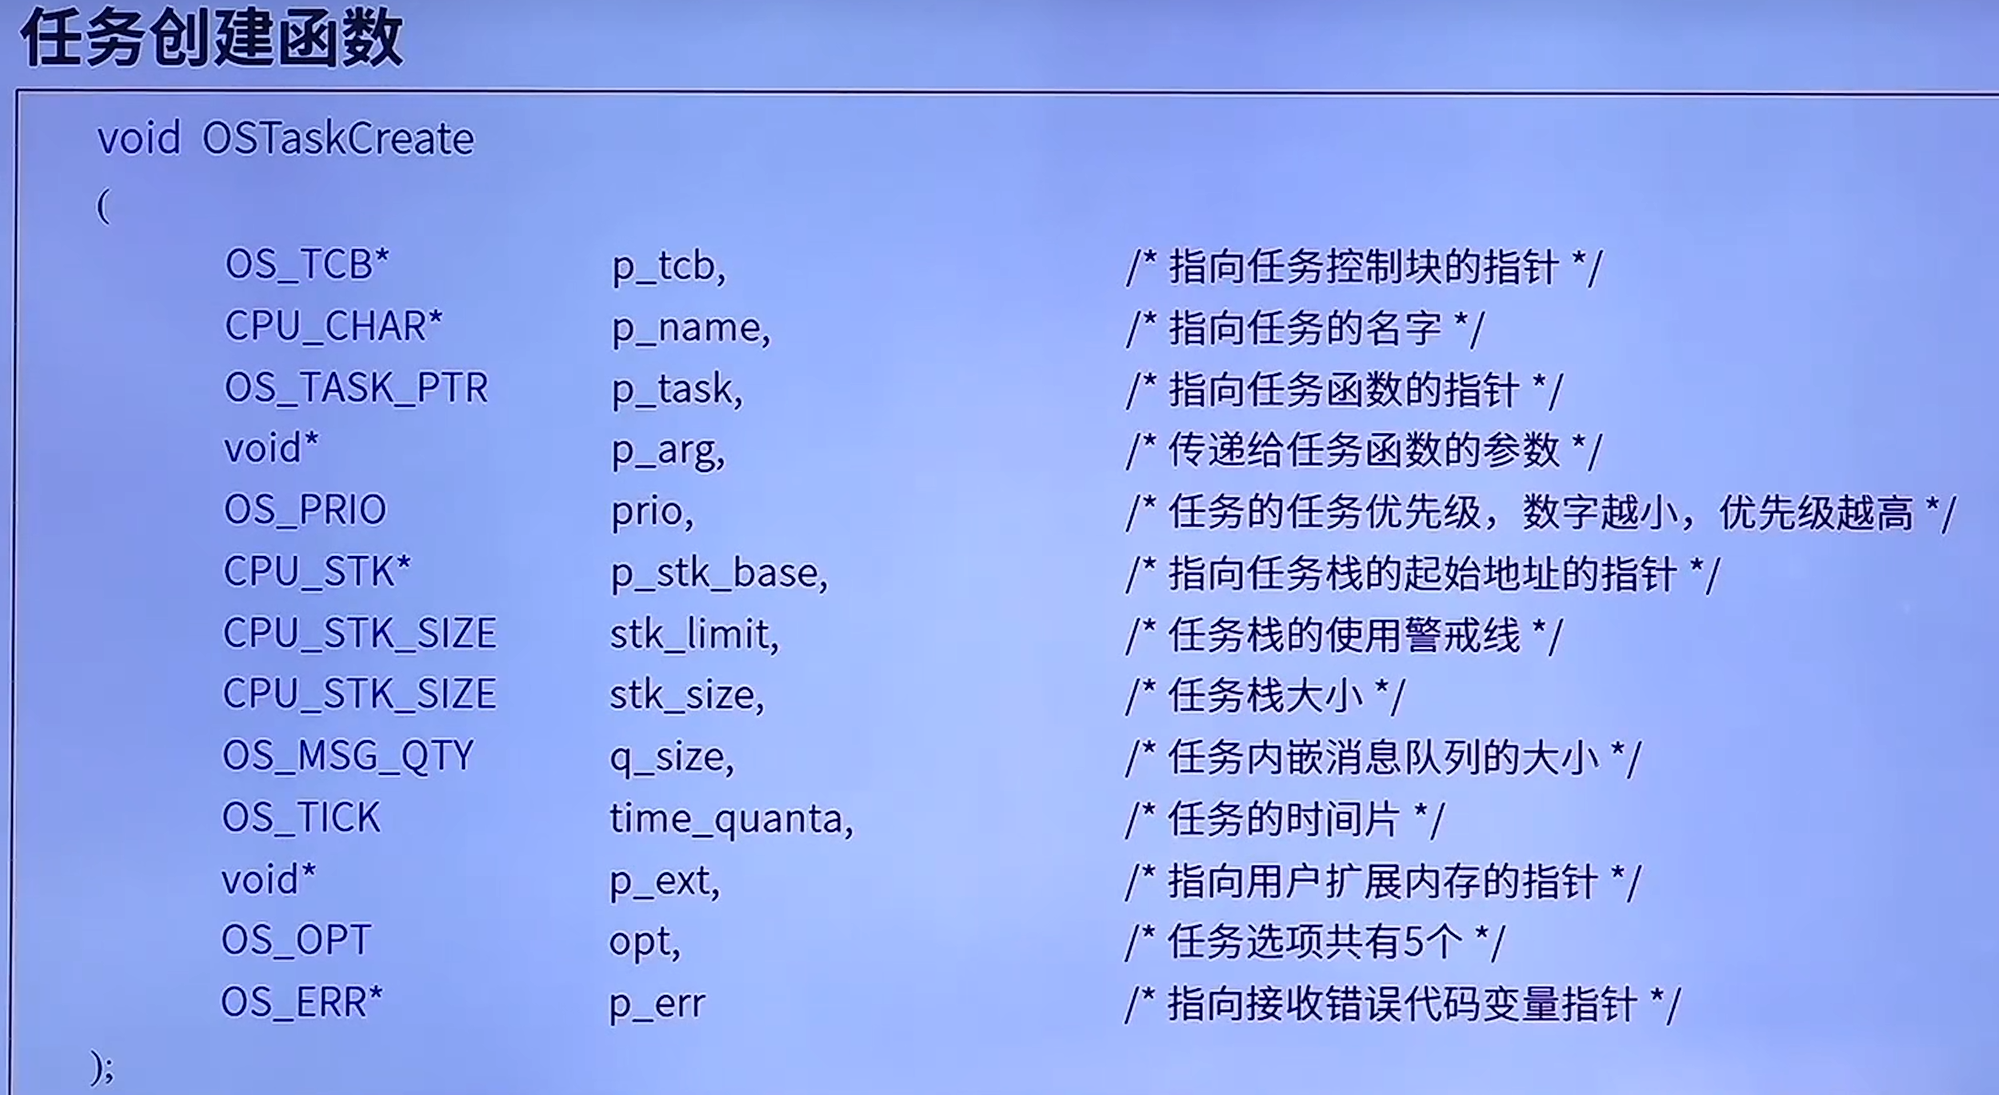 任务创建函数
void OSTaskCreate
(
OS_TCB* p_tcb, /* 指向任务控制块的指针 */
CPU_CHAR* p_name, /* 指向任务的名字 */
OS_TASK_PTR p_task, /* 指向任务函数的指针 */
void* p_arg, /* 传递给任务函数的参数 */
OS_PRIO prio, /* 任务的任务优先级，数字越小，优先级越高 */
CPU_STK* p_stk_base, /* 指向任务栈的起始地址的指针 */
CPU_STK_SIZE stk_limit, /* 任务栈的使用警戒线 */
CPU_STK_SIZE stk_size, /* 任务栈大小 */
OS_MSG_QTY q_size, /* 任务内嵌消息队列的大小 */
OS_TICK time_quanta, /* 任务的时间片 */
void* p_ext, /* 指向用户扩展内存的指针 */
OS_OPT opt, /* 任务选项共有5个 */
OS_ERR* p_err /* 指向接收错误代码变量指针 */
);